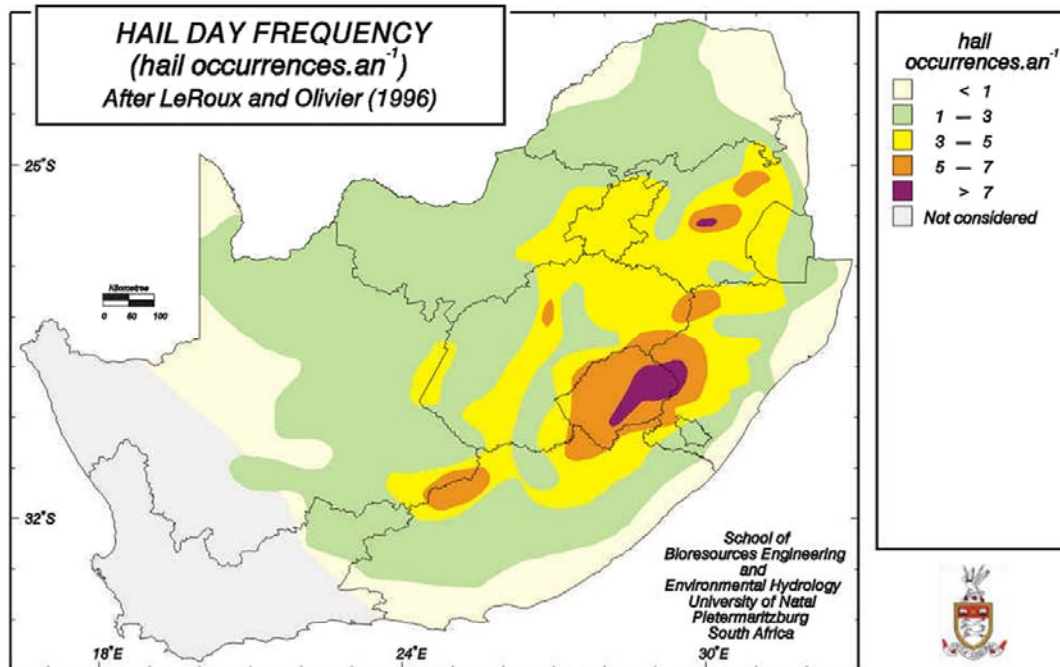 HAIL DAY FREQUENCY
(hail occurrences.an⁻¹)
After LeRoux and Olivier (1996)
hail
occurrences.an⁻¹
< 1
1 — 3
3 — 5
5 — 7
> 7
Not considered
25°S
Kilometres
0 50 100
32°S
School of
Bioresources Engineering
and
Environmental Hydrology
University of Natal
Pietermaritzburg
South Africa
18°E
24°E
30°E